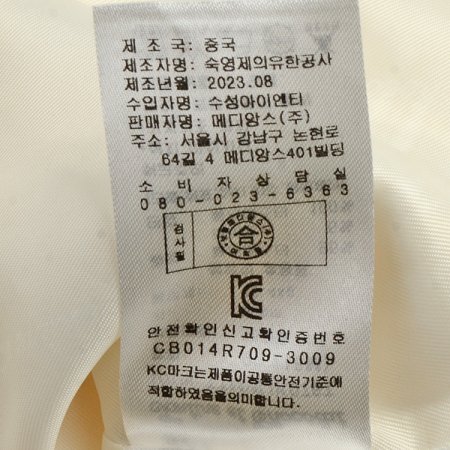 제 조 국: 중국
제조자명: 숙영제의유한공사
제조년월: 2023.08
수입자명: 수성아이엔티
판매자명: 메디앙스(주)
주소: 서울시 강남구 논현로
64길 4 메디앙스401빌딩
소 비 자 상 담 실
080-023-6363
검사필
合
안전확인신고확인증번호
CB014R709-3009
KC마크는제품이공통안전기준에
적합하였음을의미합니다.